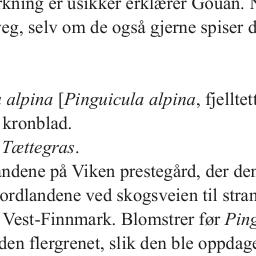 rkning er usikker erklærer Gouan. N
veg, selv om de også gjerne spiser d
alpina [Pinguicula alpina, fjelltett
kronblad.
Tættegras.
andene på Viken prestegård, der den
ordlandene ved skogsveien til stran
Vest-Finnmark. Blomstrer før Ping
den flergrenet, slik den ble oppdage